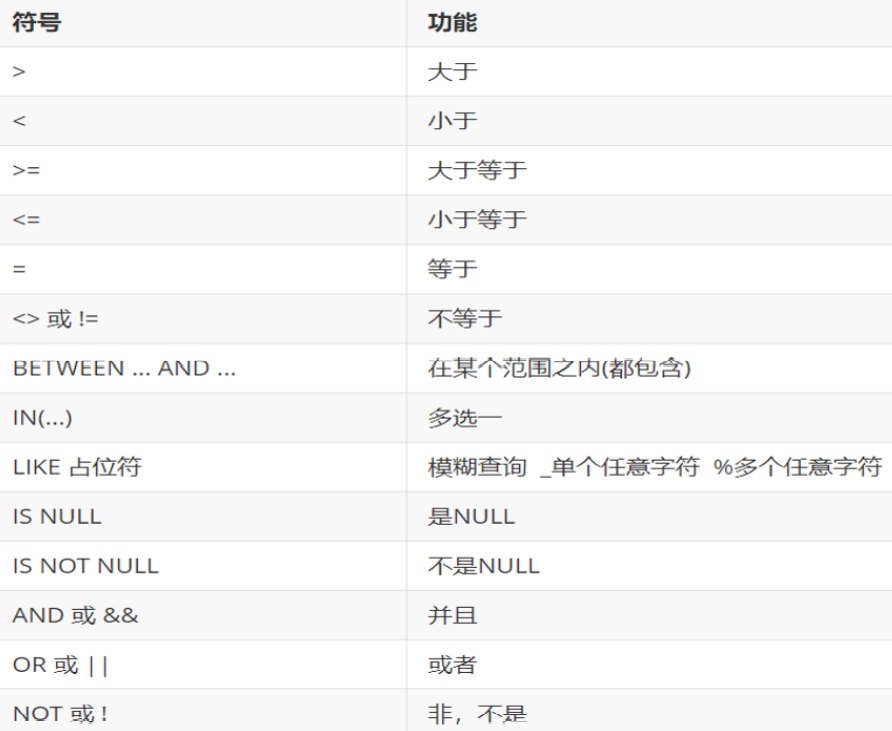 符号 功能
> 大于
< 小于
>= 大于等于
<= 小于等于
= 等于
<> 或 != 不等于
BETWEEN ... AND ... 在某个范围之内(都包含)
IN(...) 多选一
LIKE 占位符 模糊查询 _单个任意字符 %多个任意字符
IS NULL 是NULL
IS NOT NULL 不是NULL
AND 或 && 并且
OR 或 || 或者
NOT 或 ! 非，不是